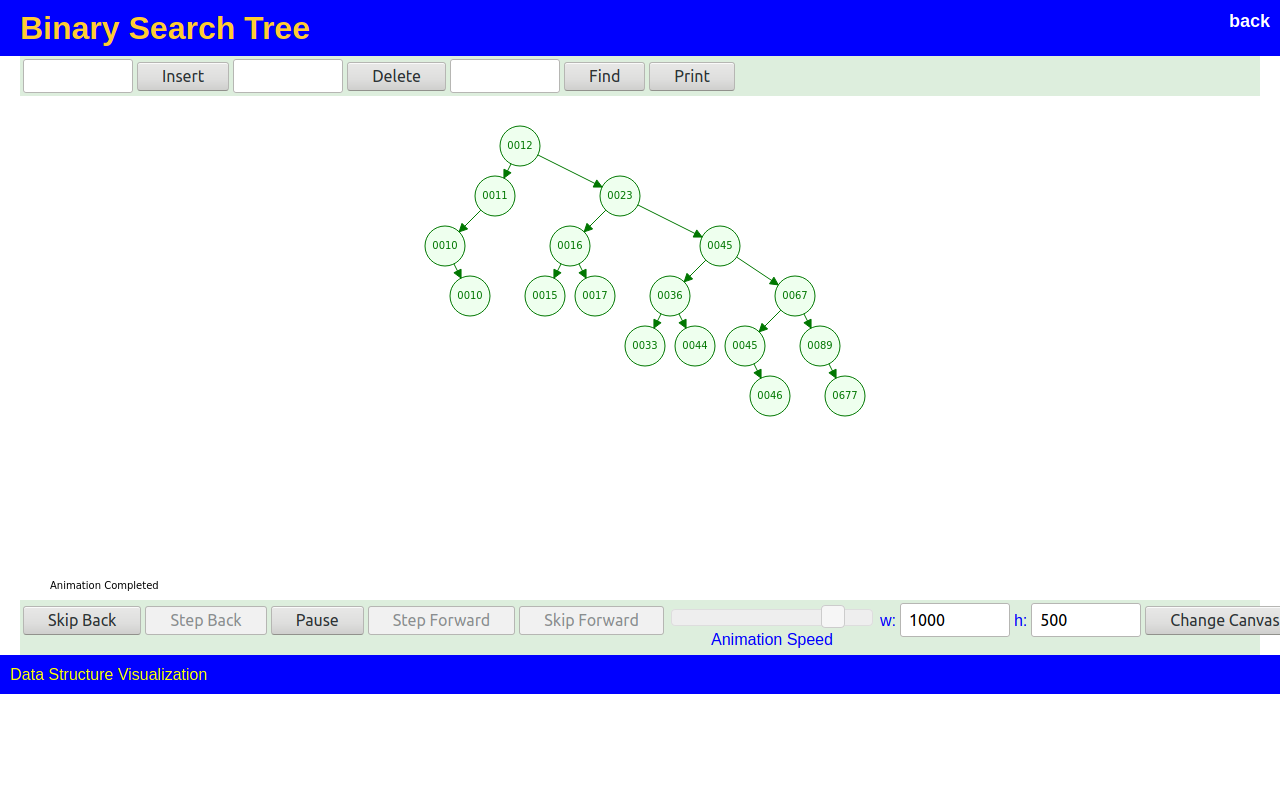 Binary Search Tree
back
Insert
Delete
Find
Print
0012
0011
0023
0010
0016
0045
0010
0015
0017
0036
0067
0033
0044
0045
0089
0046
0677
Animation Completed
Skip Back
Step Back
Pause
Step Forward
Skip Forward
w:
1000
h:
500
Change Canvas
Animation Speed
Data Structure Visualization